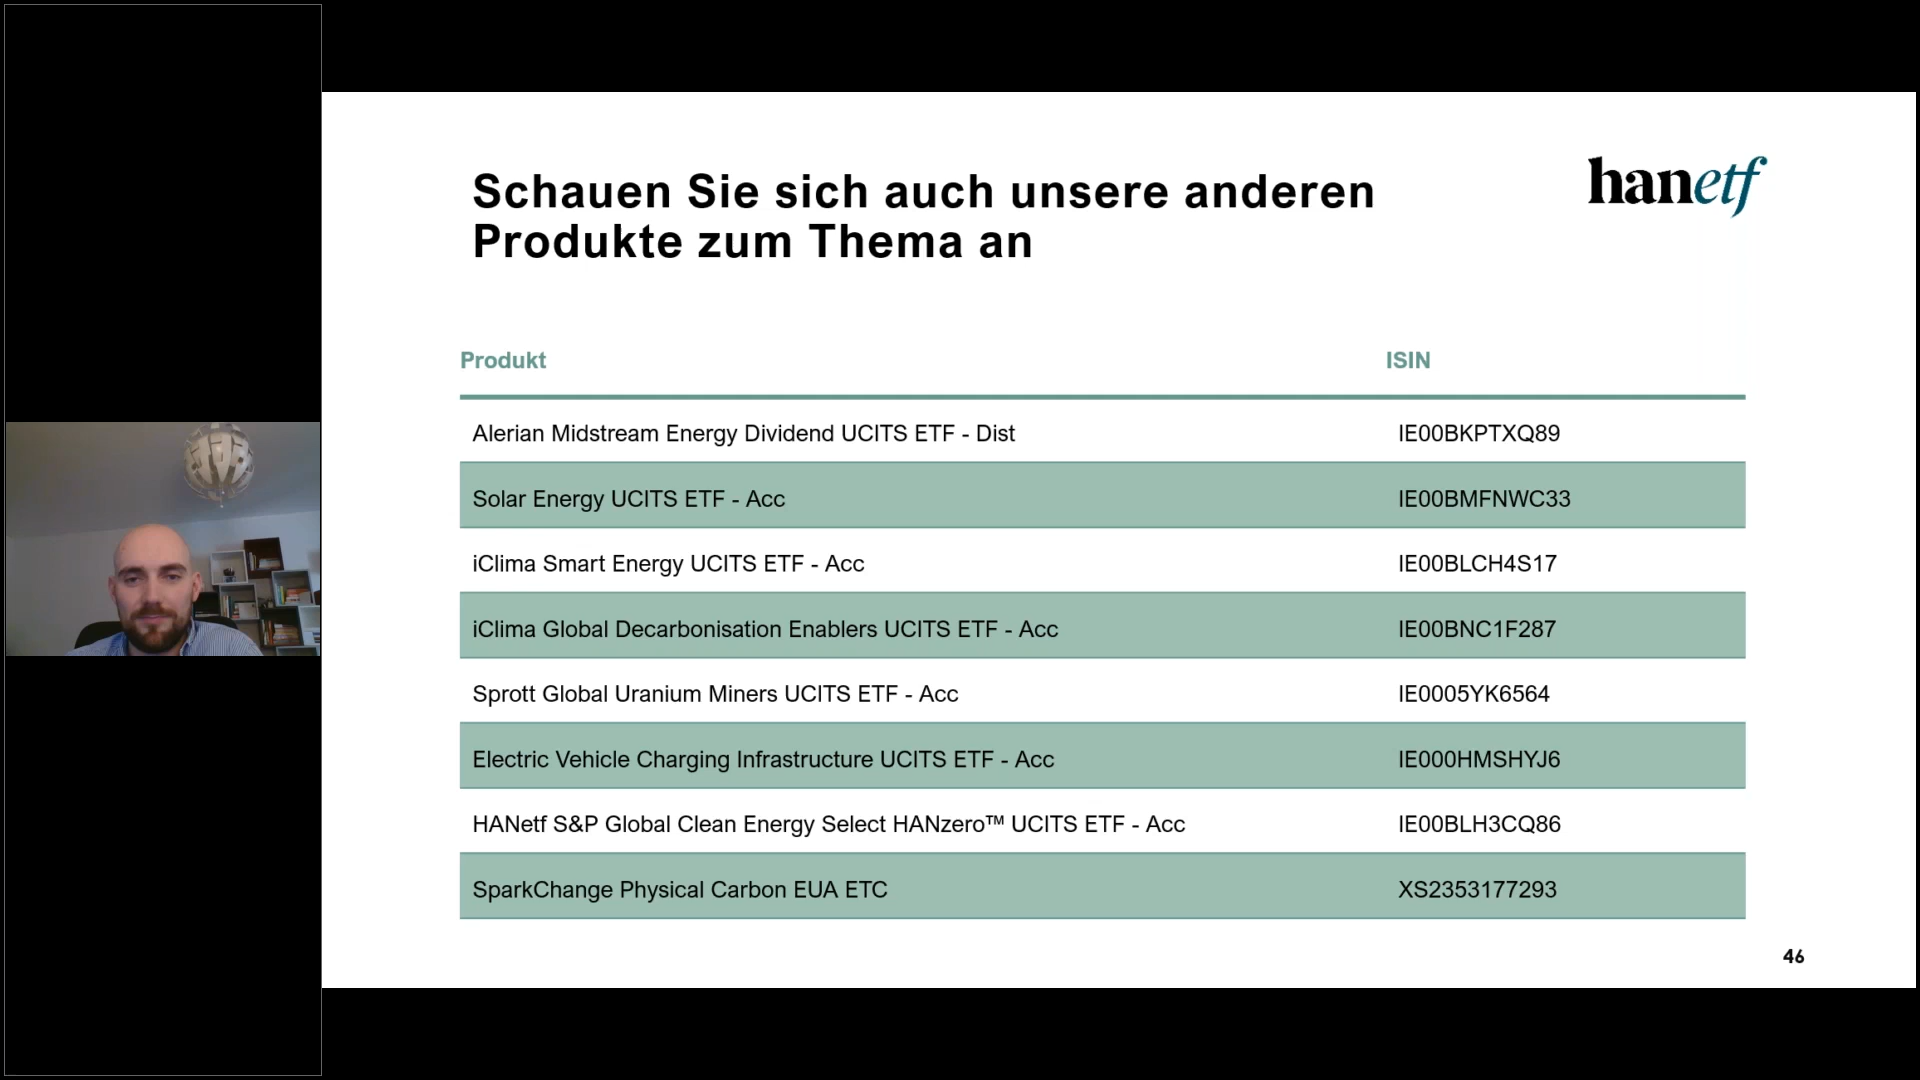 Schauen Sie sich auch unsere anderen
Produkte zum Thema an
hanetf
Produkt ISIN
Alerian Midstream Energy Dividend UCITS ETF - Dist IE00BKPTXQ89
Solar Energy UCITS ETF - Acc IE00BMFNWC33
iClima Smart Energy UCITS ETF - Acc IE00BLCH4S17
iClima Global Decarbonisation Enablers UCITS ETF - Acc IE00BNC1F287
Sprott Global Uranium Miners UCITS ETF - Acc IE0005YK6564
Electric Vehicle Charging Infrastructure UCITS ETF - Acc IE000HMSHYJ6
HANetf S&P Global Clean Energy Select HANzero™ UCITS ETF - Acc IE00BLH3CQ86
SparkChange Physical Carbon EUA ETC XS2353177293
46